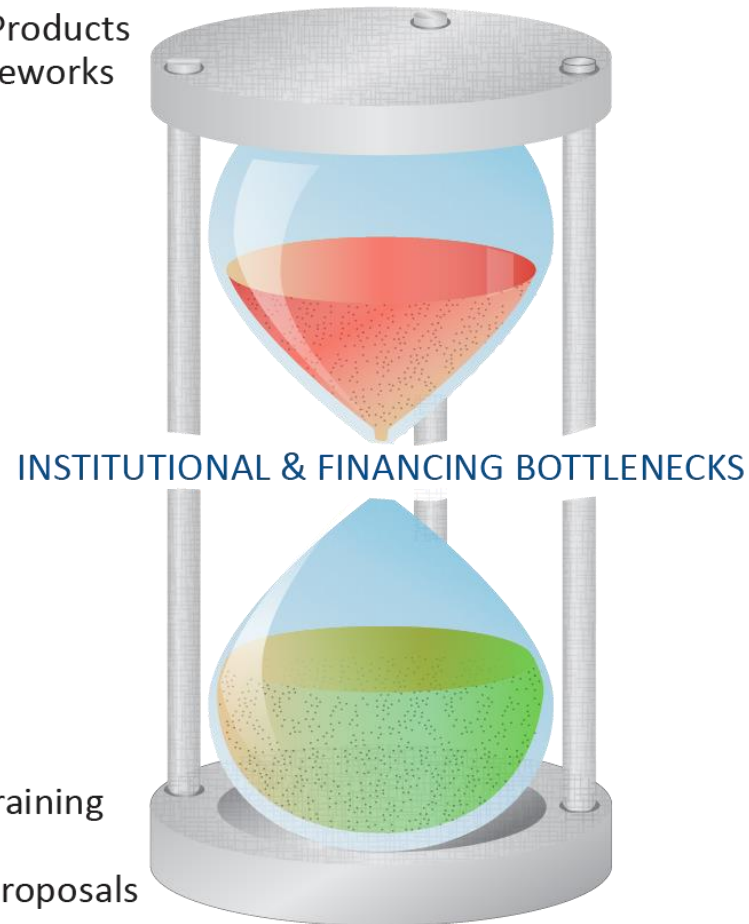 Products
eworks
INSTITUTIONAL & FINANCING BOTTLENECKS
raining
roposals